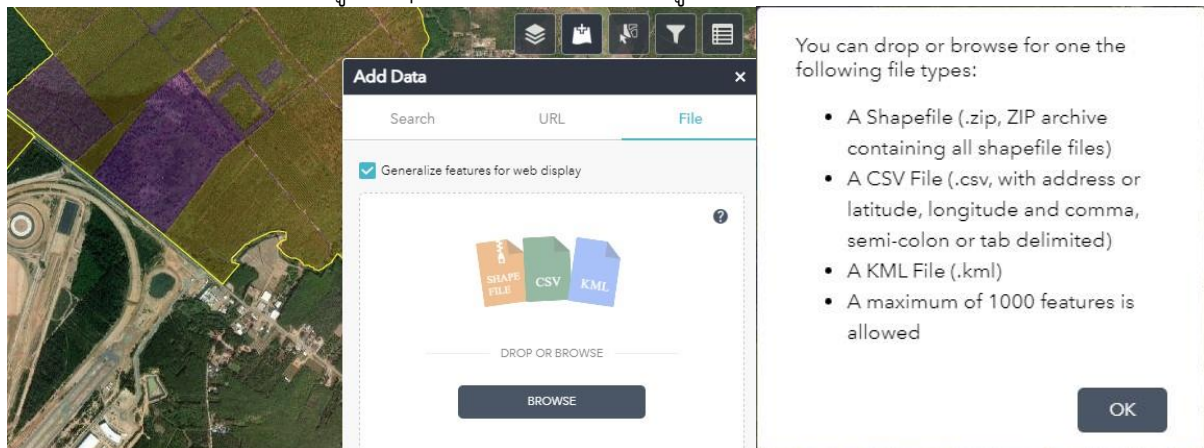 Add Data
Search URL File
Generalize features for web display
SHAPE
FILE
CSV
KML
DROP OR BROWSE
BROWSE
You can drop or browse for one the
following file types:
• A Shapefile (.zip, ZIP archive
containing all shapefile files)
• A CSV File (.csv, with address or
latitude, longitude and comma,
semi-colon or tab delimited)
• A KML File (.kml)
• A maximum of 1000 features is
allowed
OK